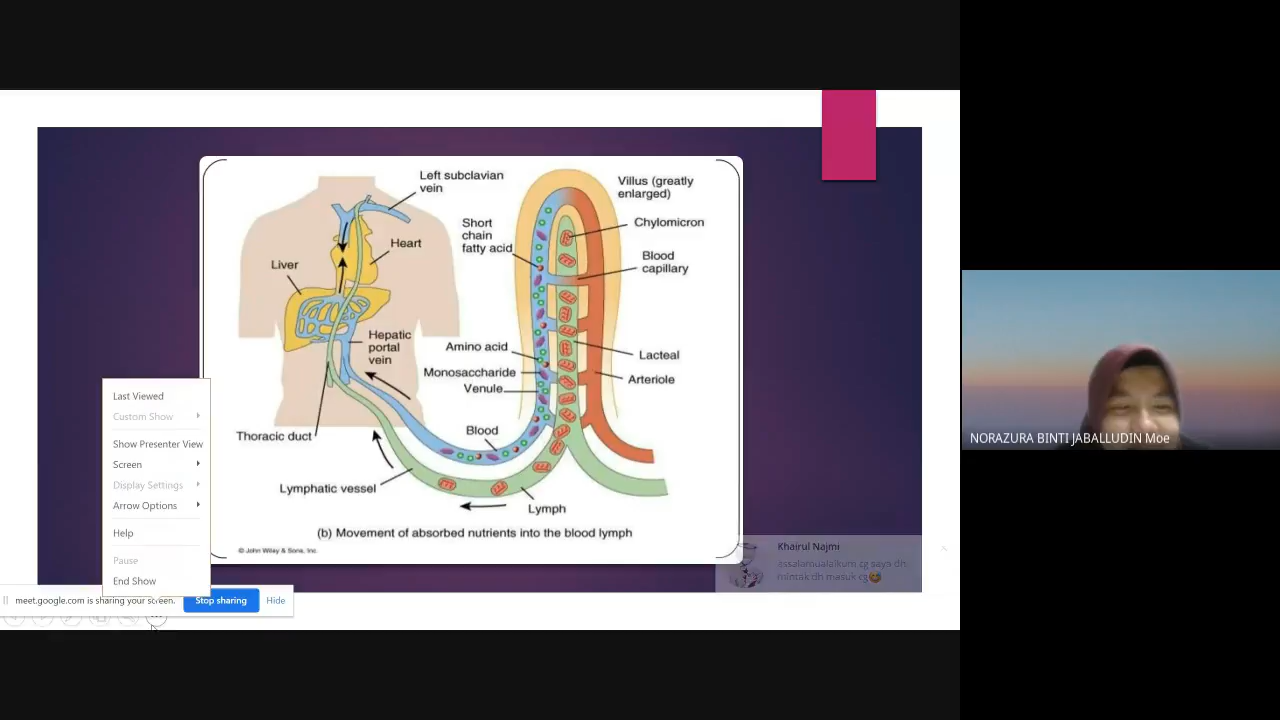 Left subclavian
vein
Heart
Liver
Hepatic
portal
vein
Thoracic duct
Lymphatic vessel
Blood
Lymph
Short
chain
fatty acid
Amino acid
Monosaccharide
Venule
Villus (greatly
enlarged)
Chylomicron
Blood
capillary
Lacteal
Arteriole
(b) Movement of absorbed nutrients into the blood lymph
© John Wiley & Sons, Inc.
Last Viewed
Custom Show
Show Presenter View
Screen
Display Settings
Arrow Options
Help
Pause
End Show
meet.google.com is sharing your screen.
Stop sharing
Hide
Khairul Najmi
assalamualaikum cg saya dh
mintak dh masuk cg
NORAZURA BINTI JABALLUDIN Moe